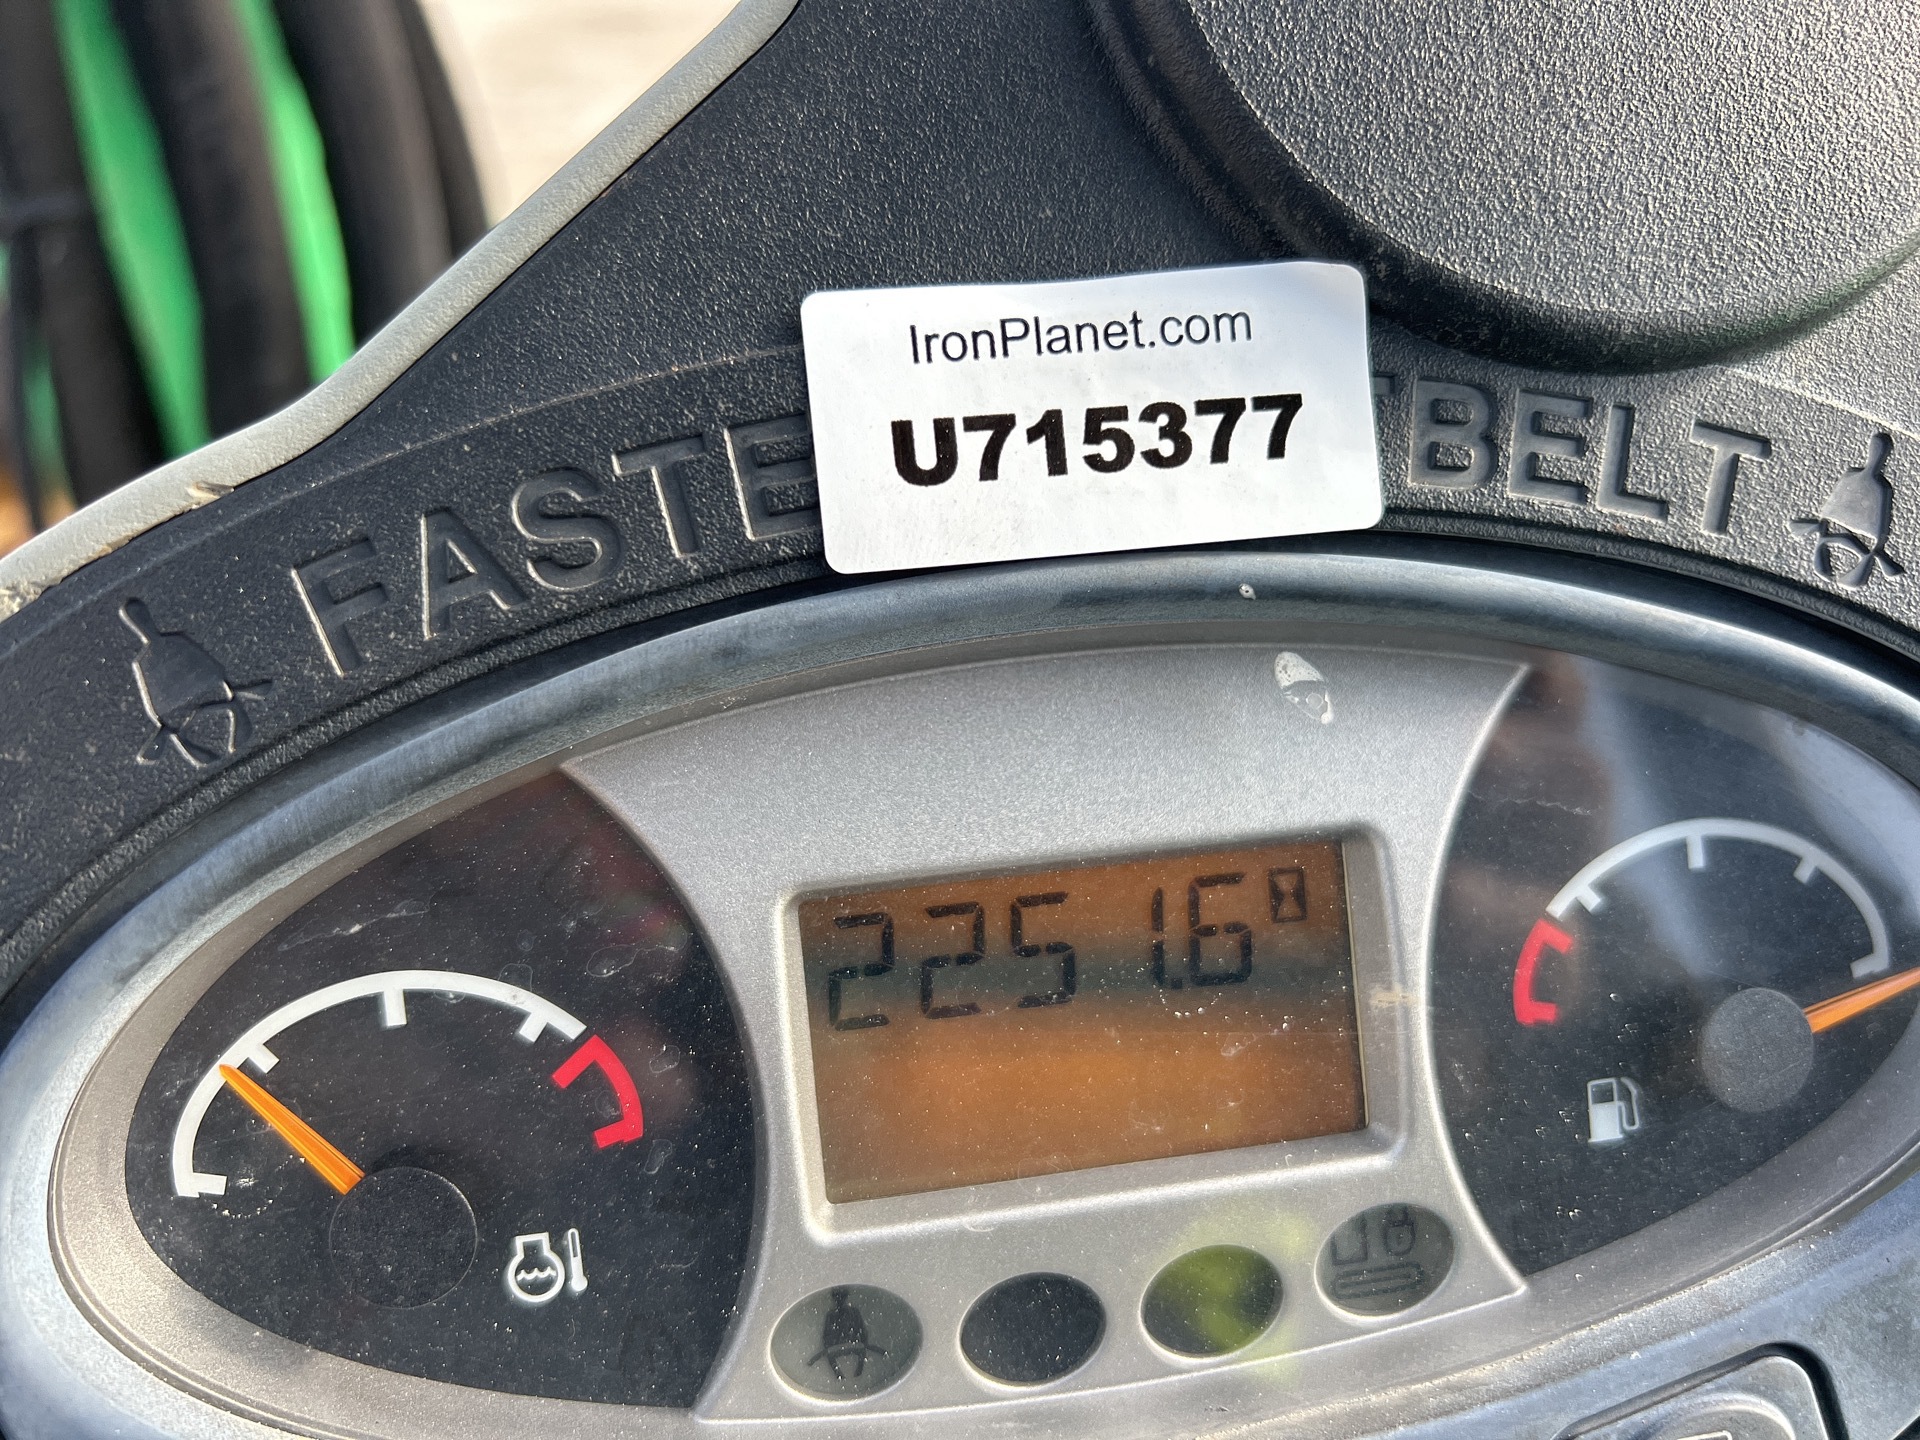 IronPlanet.com
U715377
FASTE TBELT
2251.6